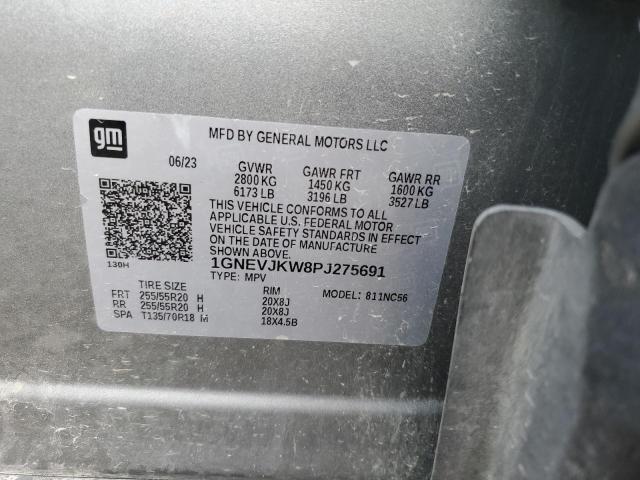 gm
MFD BY GENERAL MOTORS LLC
06/23
GVWR GAWR FRT GAWR RR
2800 KG 1450 KG 1600 KG
6173 LB 3196 LB 3527 LB
THIS VEHICLE CONFORMS TO ALL
APPLICABLE U.S. FEDERAL MOTOR
VEHICLE SAFETY STANDARDS IN EFFECT
ON THE DATE OF MANUFACTURE
SHOWN ABOVE.
130H
1GNEVJKW8PJ275691
TYPE: MPV
TIRE SIZE RIM MODEL: 811NC56
FRT 255/55R20 H 20X8J
RR 255/55R20 H 20X8J
SPA T135/70R18 M 18X4.5B